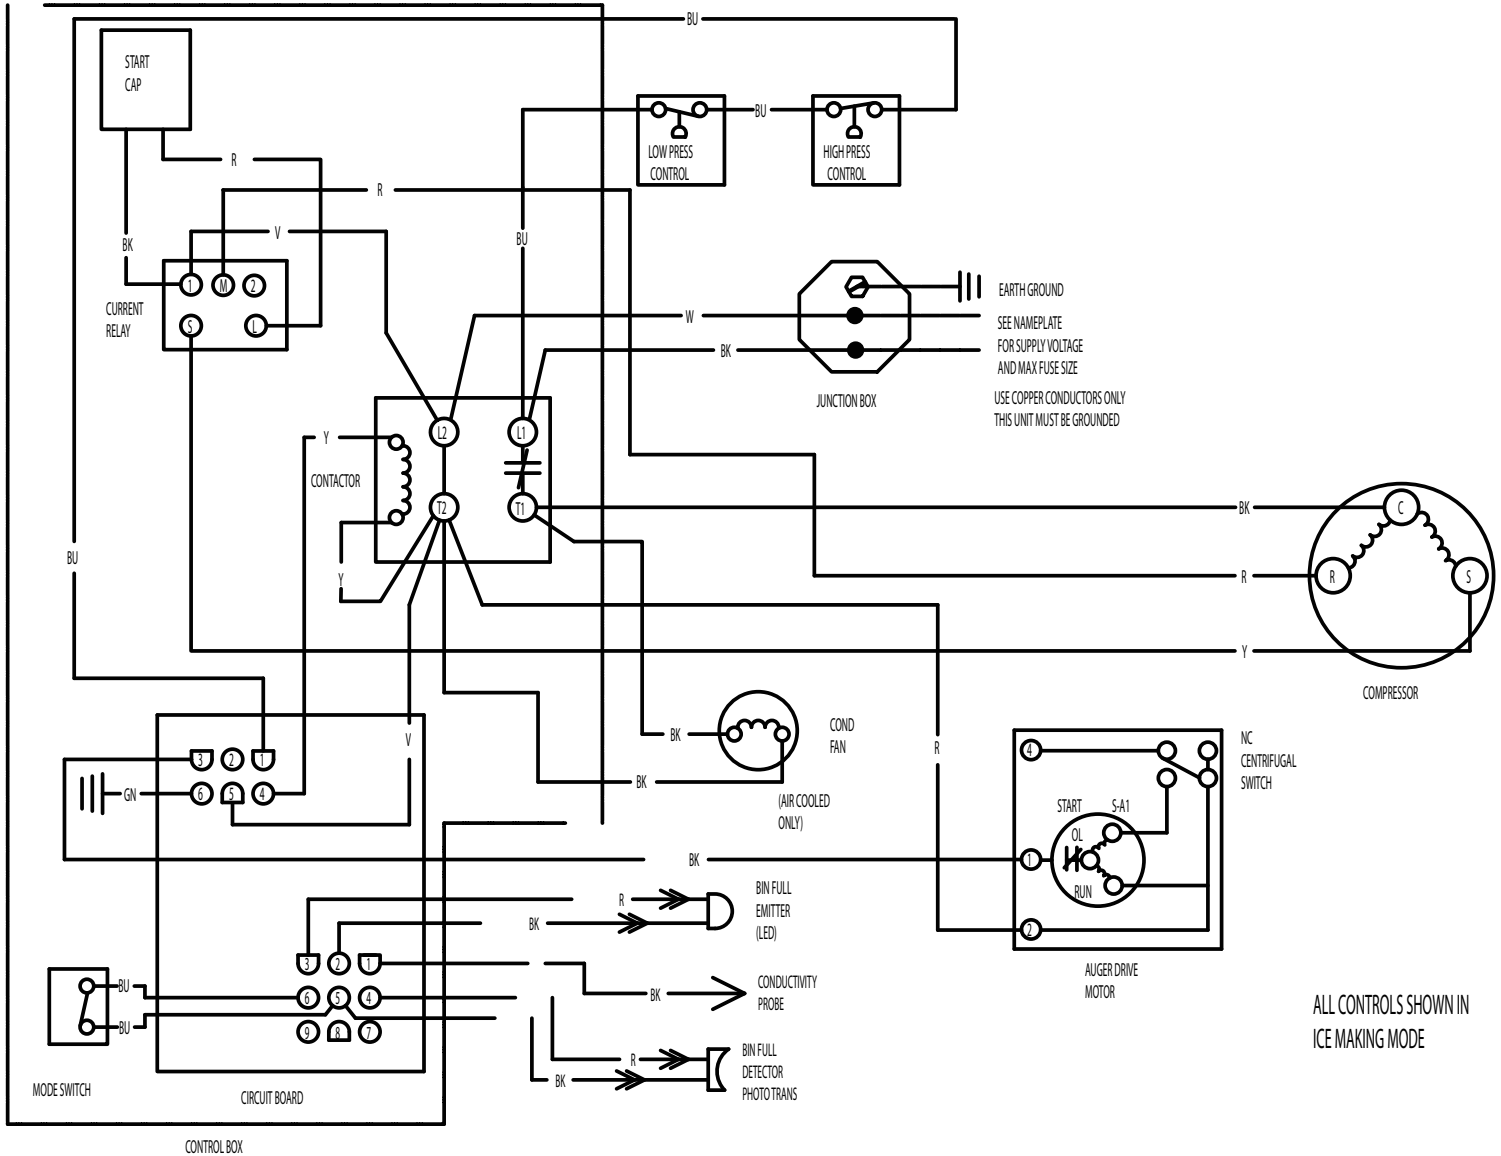 BU
START
CAP
BU
LOW PRESS
CONTROL
HIGH PRESS
CONTROL
R
R
V
BK
BU
1
M
2
S
L
CURRENT
RELAY
EARTH GROUND
W
SEE NAMEPLATE
FOR SUPPLY VOLTAGE
AND MAX FUSE SIZE
BK
JUNCTION BOX
USE COPPER CONDUCTORS ONLY
THIS UNIT MUST BE GROUNDED
L2
L1
Y
CONTACTOR
T2
T1
BK
C
BU
Y
R
R
S
Y
COMPRESSOR
COND
FAN
BK
V
R
BK
(AIR COOLED
ONLY)
3
2
1
GN
6
5
4
4
NC
CENTRIFUGAL
SWITCH
START
S-A1
OL
1
RUN
2
AUGER DRIVE
MOTOR
BK
BIN FULL
EMITTER
(LED)
R
BK
3
2
1
6
5
4
9
8
7
BU
BU
MODE SWITCH
CIRCUIT BOARD
CONTROL BOX
CONDUCTIVITY
PROBE
BK
BIN FULL
DETECTOR
PHOTO TRANS
R
BK
ALL CONTROLS SHOWN IN
ICE MAKING MODE